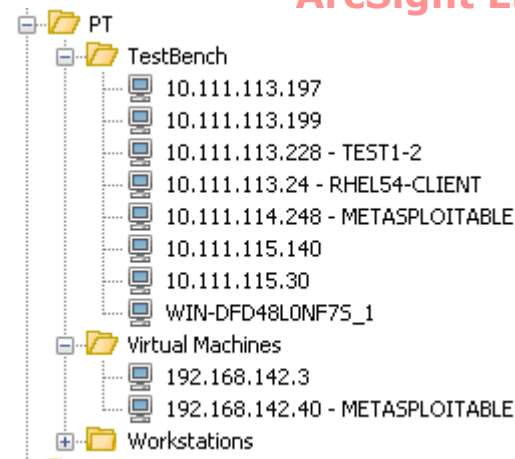 ArcSight
PT
TestBench
10.111.113.197
10.111.113.199
10.111.113.228 - TEST1-2
10.111.113.24 - RHEL54-CLIENT
10.111.114.248 - METASPLOITABLE
10.111.115.140
10.111.115.30
WIN-DFD48L0NF7S_1
Virtual Machines
192.168.142.3
192.168.142.40 - METASPLOITABLE
Workstations